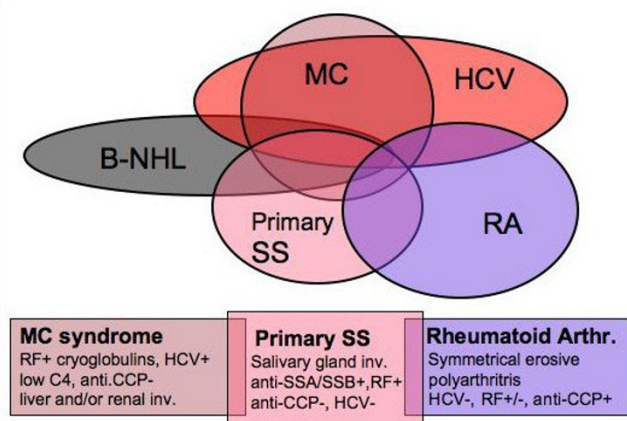 MC
HCV
B-NHL
Primary
SS
RA
MC syndrome
RF+ cryoglobulins, HCV+
low C4, anti.CCP-
liver and/or renal inv.
Primary SS
Salivary gland inv.
anti-SSA/SSB+,RF+
anti-CCP-, HCV-
Rheumatoid Arthr.
Symmetrical erosive
polyarthritis
HCV-, RF+/-, anti-CCP+